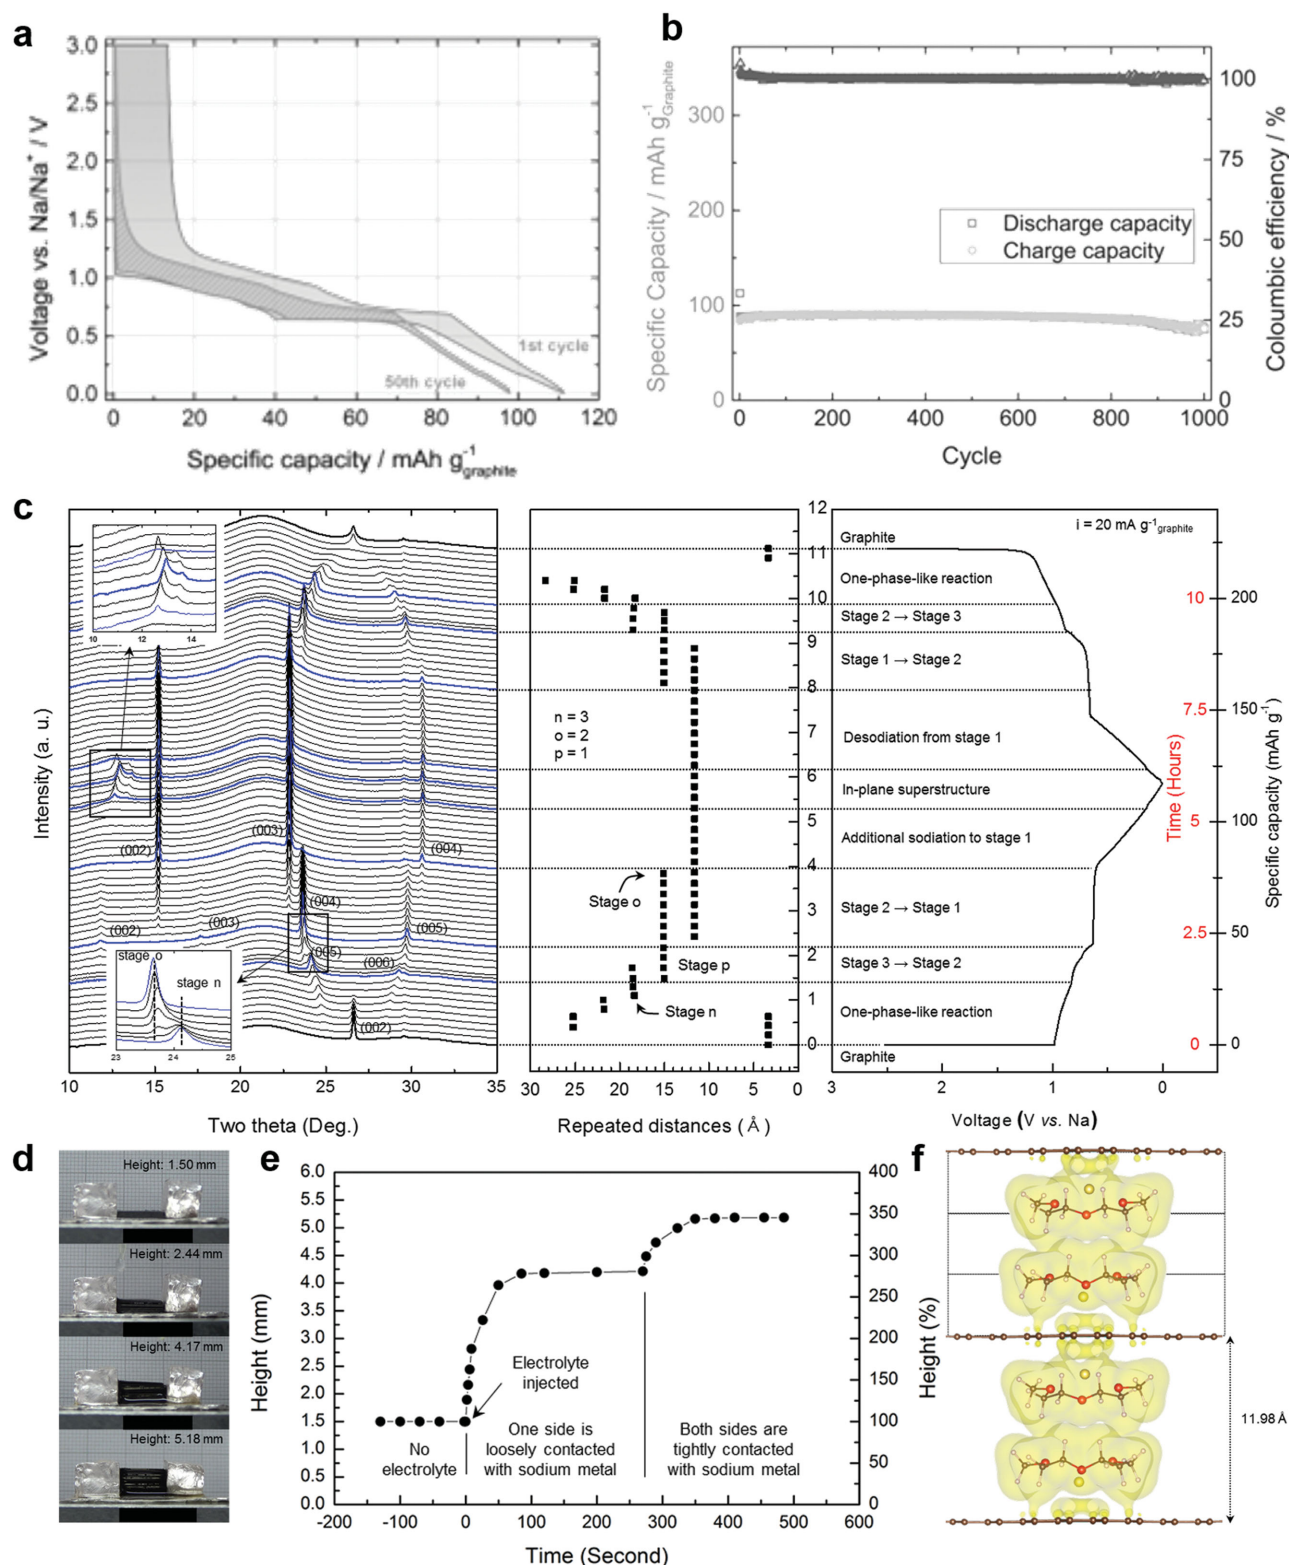 a
3.0
2.5
2.0
1.5
1.0
0.5
0.0
Voltage vs. Na/Na+ / V
1st cycle
50th cycle
0 20 40 60 80 100 120
Specific capacity / mAh g-1 graphite
b
Specific Capacity / mAh g-1 Graphite
300
200
100
0
Discharge capacity
Charge capacity
100
75
50
25
0
Coloumbic efficiency / %
0 200 400 600 800 1000
Cycle
c
Intensity (a. u.)
10 11 12 13 14
(002)
(003)
(004)
(002)
(003)
(004)
(005)
(005)
(006)
(002)
stage o
stage n
23 24 25
10 15 20 25 30 35
Two theta (Deg.)
n = 3
o = 2
p = 1
Stage o
Stage p
Stage n
30 25 20 15 10 5 0
Repeated distances ( Å )
12
11
10
9
8
7
6
5
4
3
2
1
0
i = 20 mA g-1 graphite
Graphite
One-phase-like reaction
Stage 2 → Stage 3
Stage 1 → Stage 2
Desodiation from stage 1
In-plane superstructure
Additional sodiation to stage 1
Stage 2 → Stage 1
Stage 3 → Stage 2
One-phase-like reaction
Graphite
3 2 1 0
Voltage (V vs. Na)
10
7.5
5
2.5
0
Time (Hours)
200
150
100
50
0
Specific capacity (mAh g-1)
d
Height: 1.50 mm
Height: 2.44 mm
Height: 4.17 mm
Height: 5.18 mm
e
Height (mm)
6.0
5.5
5.0
4.5
4.0
3.5
3.0
2.5
2.0
1.5
1.0
0.5
0.0
Electrolyte
injected
No
electrolyte
One side is
loosely contacted
with sodium metal
Both sides are
tightly contacted
with sodium metal
400
350
300
250
200
150
100
50
0
Height (%)
-200 -100 0 100 200 300 400 500 600
Time (Second)
f
11.98 Å